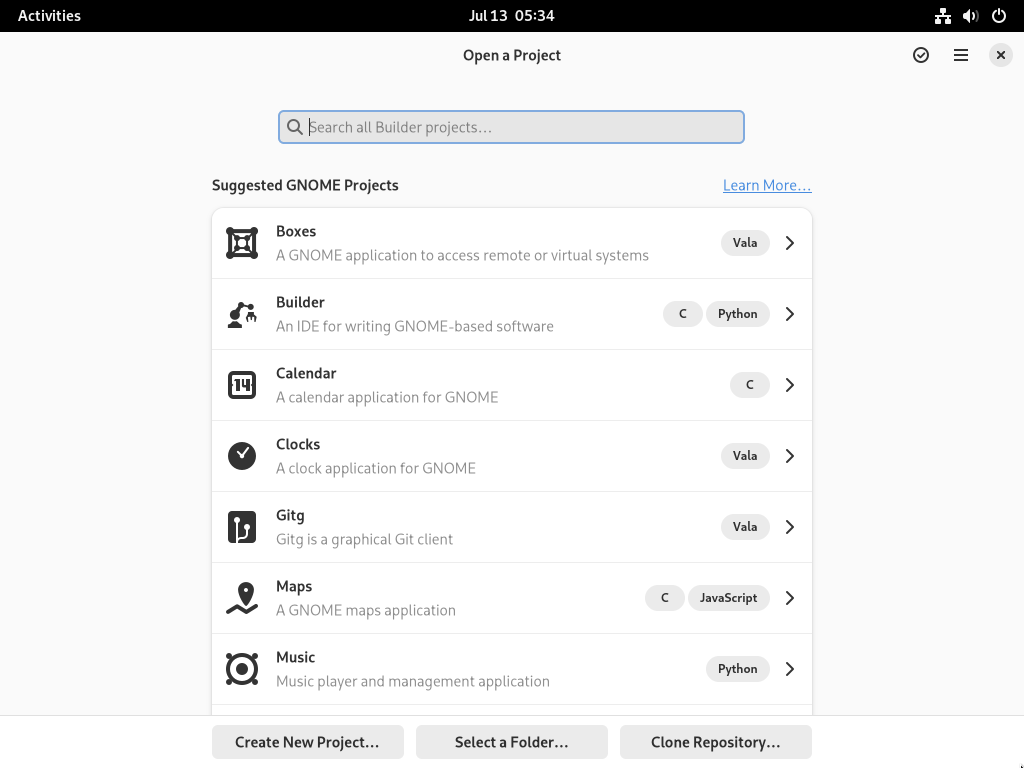 Activities
Jul 13 05:34
Open a Project
Search all Builder projects…
Suggested GNOME Projects
Learn More…
Boxes
A GNOME application to access remote or virtual systems
Vala
Builder
An IDE for writing GNOME-based software
C
Python
Calendar
A calendar application for GNOME
C
14
Clocks
A clock application for GNOME
Vala
Gitg
Gitg is a graphical Git client
Vala
Maps
A GNOME maps application
C
JavaScript
Music
Music player and management application
Python
Create New Project…
Select a Folder…
Clone Repository…